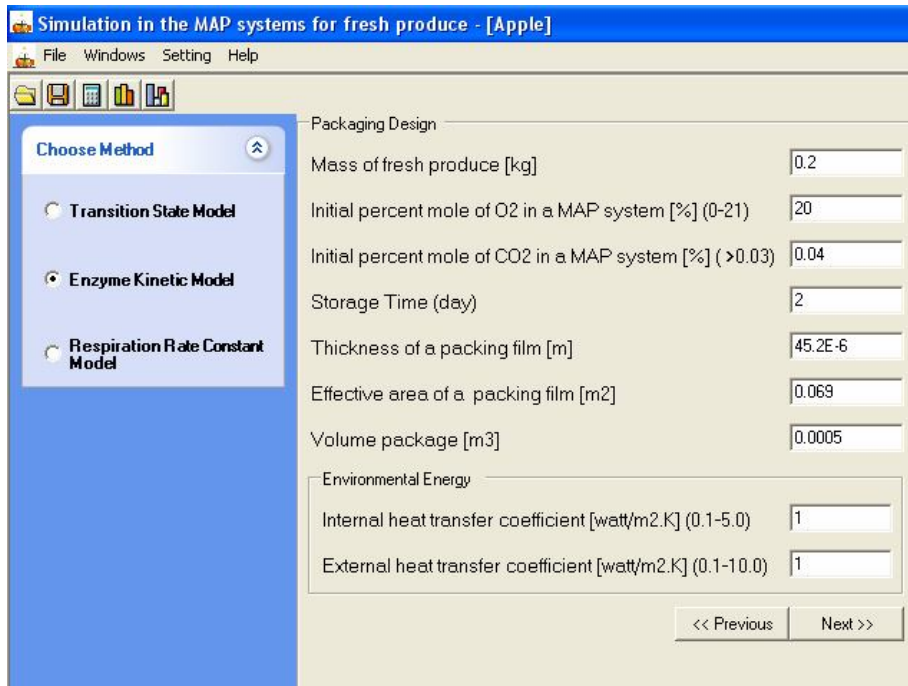 Simulation in the MAP systems for fresh produce - [Apple]
File Windows Setting Help
Choose Method
Transition State Model
Enzyme Kinetic Model
Respiration Rate Constant
Model
Packaging Design
Mass of fresh produce [kg] 0.2
Initial percent mole of O2 in a MAP system [%] (0-21) 20
Initial percent mole of CO2 in a MAP system [%] ( >0.03) 0.04
Storage Time (day) 2
Thickness of a packing film [m] 45.2E-6
Effective area of a packing film [m2] 0.069
Volume package [m3] 0.0005
Environmental Energy
Internal heat transfer coefficient [watt/m2.K] (0.1-5.0) 1
External heat transfer coefficient [watt/m2.K] (0.1-10.0) 1
<< Previous Next >>